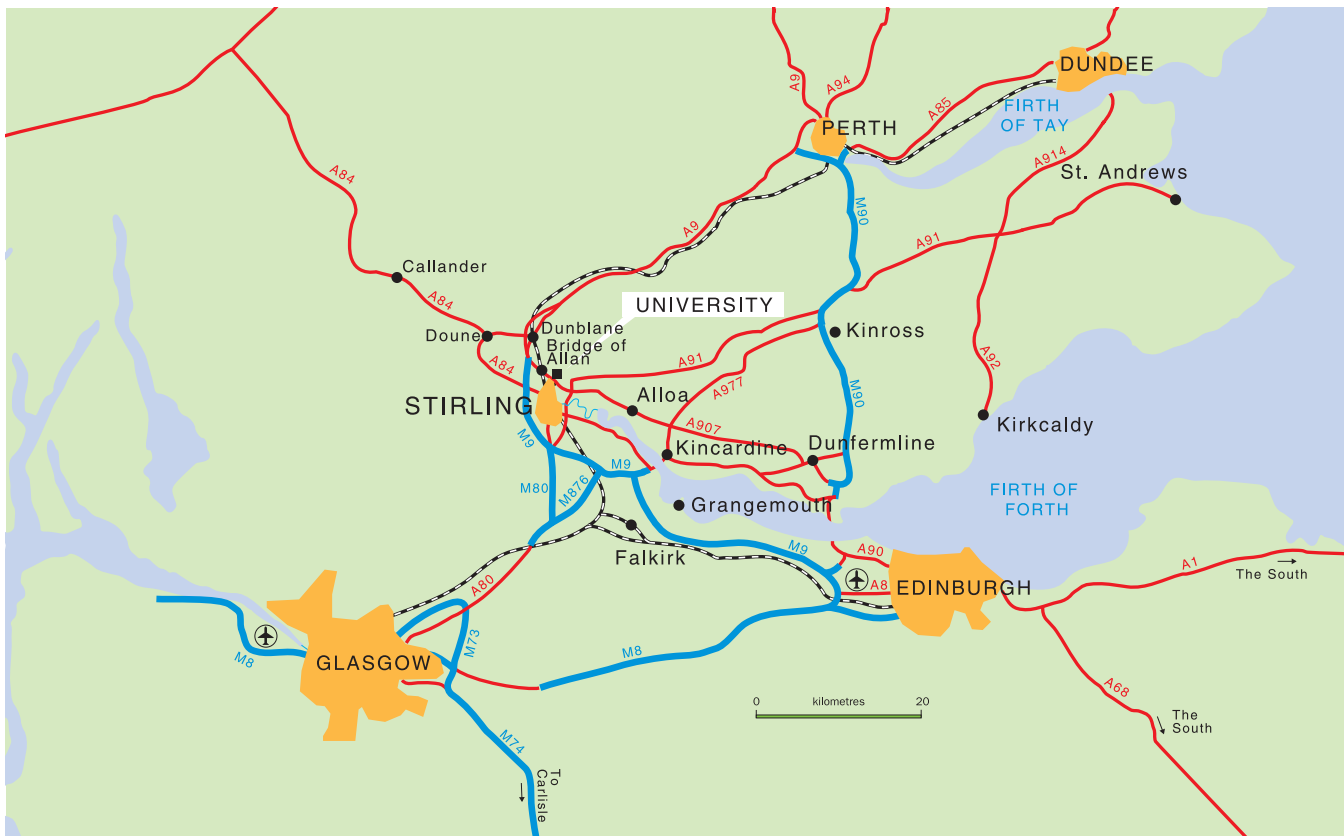 DUNDEE
A9
A94
A85
FIRTH
OF TAY
PERTH
A914
St. Andrews
A84
M90
A9
A91
Callander
A84
UNIVERSITY
Doune
Dunblane
Bridge of
Allan
Kinross
A91
A84
A977
A92
M90
STIRLING
Alloa
A907
Kirkcaldy
M9
Kincardine
Dunfermline
M9
M80
M876
Grangemouth
FIRTH OF
FORTH
Falkirk
M9
A90
A8
EDINBURGH
A1
The South
A80
M73
M8
GLASGOW
M8
A68
0
kilometres
20
The
South
M74
To
Carlisle